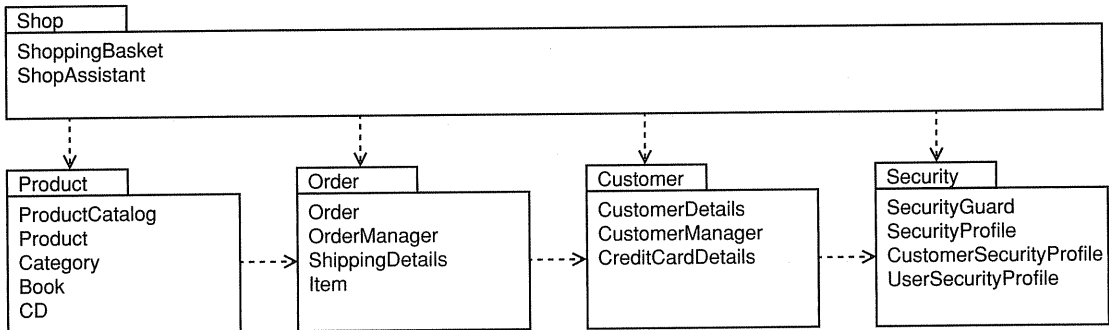 Shop
ShoppingBasket
ShopAssistant
Product
ProductCatalog
Product
Category
Book
CD
Order
Order
OrderManager
ShippingDetails
Item
Customer
CustomerDetails
CustomerManager
CreditCardDetails
Security
SecurityGuard
SecurityProfile
CustomerSecurityProfile
UserSecurityProfile